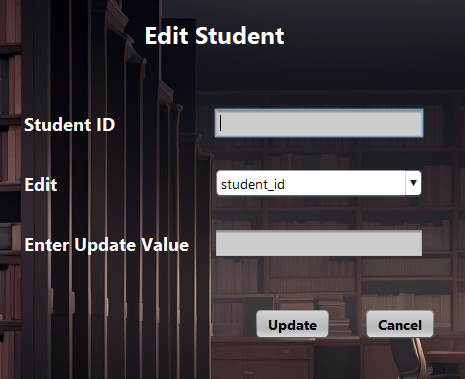 Edit Student
Student ID
Edit
student_id
Enter Update Value
Update
Cancel